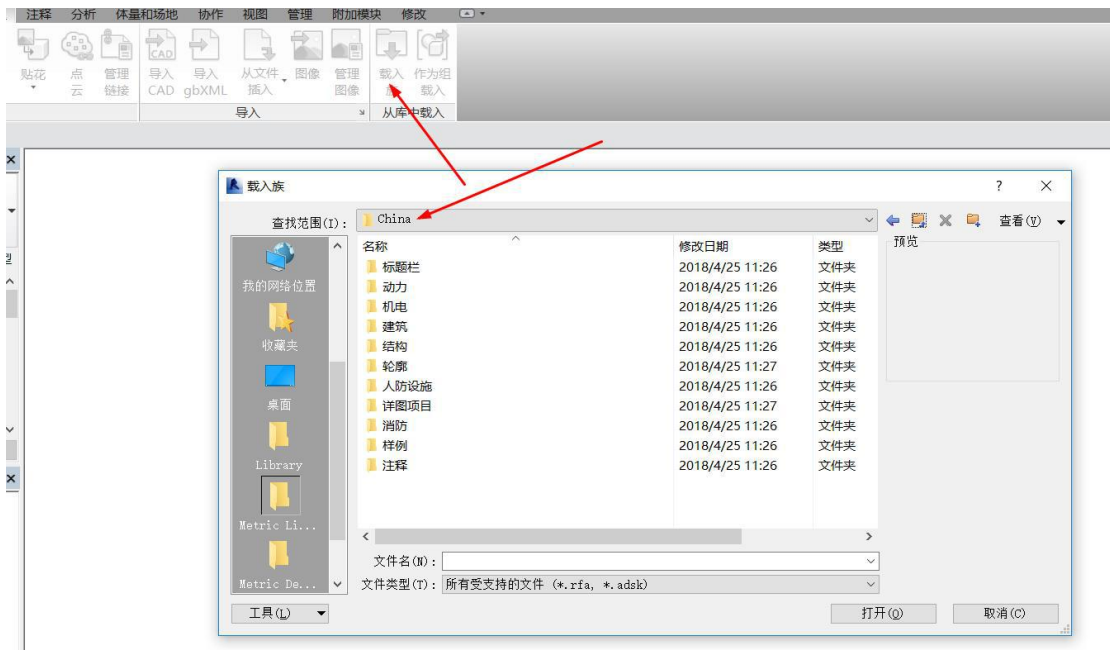 注释 分析 体量和场地 协作 视图 管理 附加模块 修改
贴花 点云 管理链接 导入CAD 导入gbXML 从文件插入 图像 管理图像 载入 作为组载入
导入 从库中载入
载入族
查找范围(I): China 查看(V)
名称 修改日期 类型 预览
标题栏 2018/4/25 11:26 文件夹
动力 2018/4/25 11:26 文件夹
机电 2018/4/25 11:26 文件夹
建筑 2018/4/25 11:26 文件夹
结构 2018/4/25 11:26 文件夹
轮廓 2018/4/25 11:27 文件夹
人防设施 2018/4/25 11:26 文件夹
详图项目 2018/4/25 11:27 文件夹
消防 2018/4/25 11:26 文件夹
样例 2018/4/25 11:26 文件夹
注释 2018/4/25 11:26 文件夹
我的网络位置
收藏夹
桌面
Library
Metric Li...
Metric De...
文件名(N):
文件类型(T): 所有受支持的文件 (*.rfa, *.adsk)
工具(L) 打开(O) 取消(C)